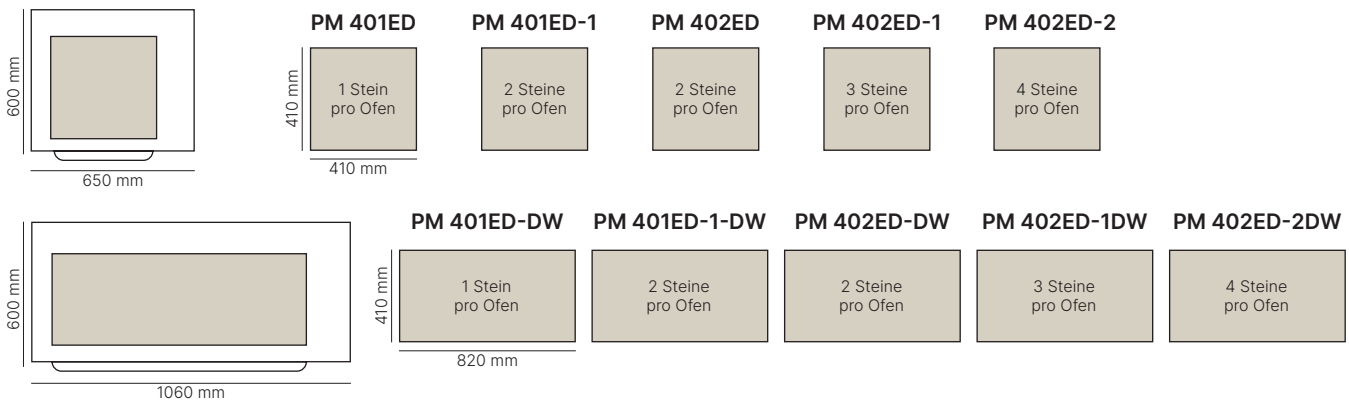 600 mm
650 mm
PM 401ED
PM 401ED-1
PM 402ED
PM 402ED-1
PM 402ED-2
410 mm
1 Stein
pro Ofen
2 Steine
pro Ofen
2 Steine
pro Ofen
3 Steine
pro Ofen
4 Steine
pro Ofen
410 mm
600 mm
1060 mm
PM 401ED-DW
PM 401ED-1-DW
PM 402ED-DW
PM 402ED-1DW
PM 402ED-2DW
410 mm
1 Stein
pro Ofen
2 Steine
pro Ofen
2 Steine
pro Ofen
3 Steine
pro Ofen
4 Steine
pro Ofen
820 mm